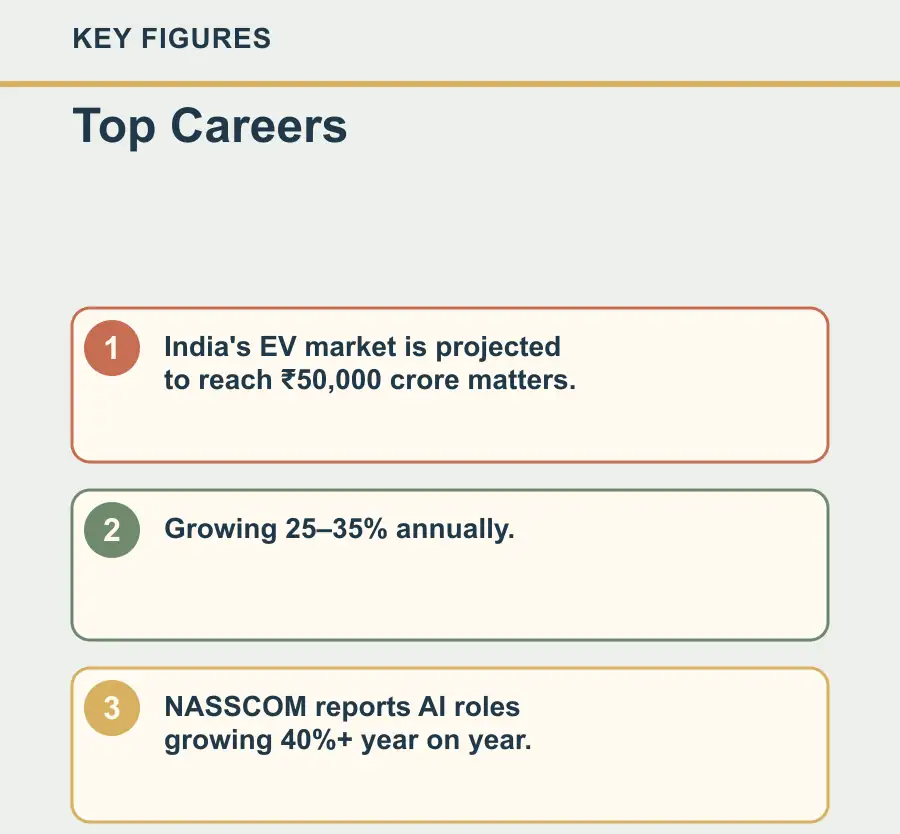 KEY FIGURES
Top Careers
1
India's EV market is projected
to reach ₹50,000 crore matters.
2
Growing 25–35% annually.
3
NASSCOM reports AI roles
growing 40%+ year on year.